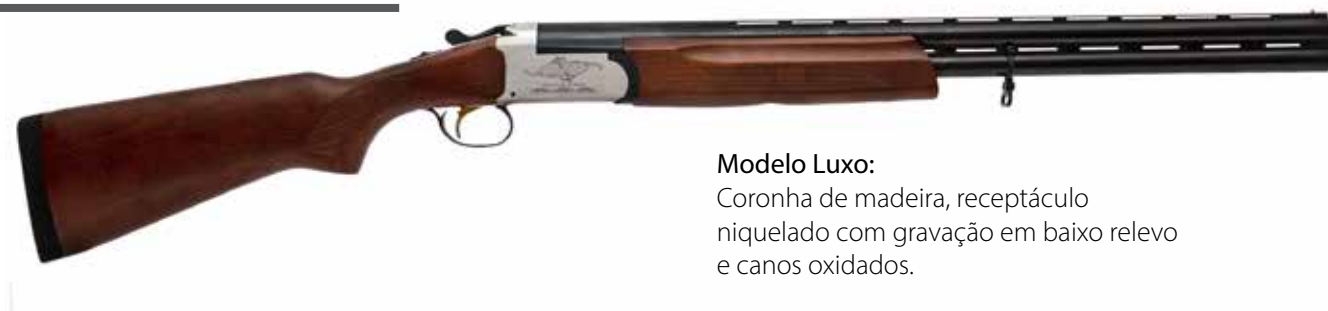 Modelo Luxo:
Coronha de madeira, receptáculo
niquelado com gravação em baixo relevo
e canos oxidados.